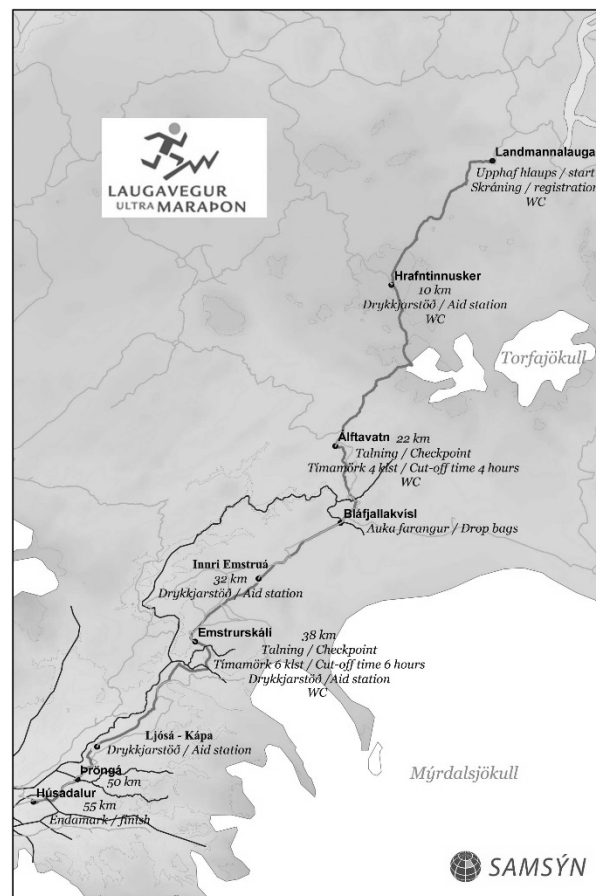 LAUGAVEGUR
ULTRA MARAÞON
Landmannalauga
Upphaf hlaups / start
Skráning / registration
WC
Hrafntinnusker
10 km
Drykkjarstöð / Aid station
WC
Torfajökull
Álftavatn
22 km
Talning / Checkpoint
Tímamörk 4 klst / Cut-off time 4 hours
WC
Bláfjallakvísl
Auka farangur / Drop bags
Innri Emstruá
32 km
Drykkjarstöð / Aid station
Emstrurskáli
38 km
Talning / Checkpoint
Tímamörk 6 klst / Cut-off time 6 hours
Drykkjarstöð /Aid station
WC
Ljósá - Kápa
Drykkjarstöð / Aid station
Þröngá
50 km
Mýrdalsjökull
Húsadalur
55 km
Endamark / finish
SAMSÝN